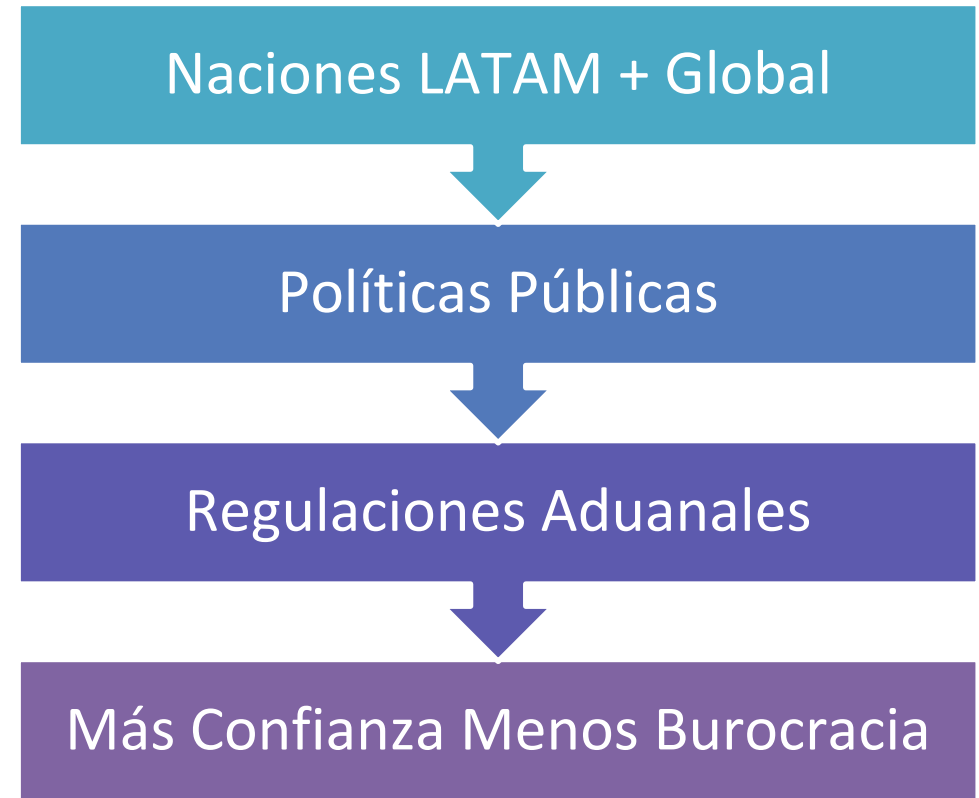 Naciones LATAM + Global
Políticas Públicas
Regulaciones Aduanales
Más Confianza Menos Burocracia